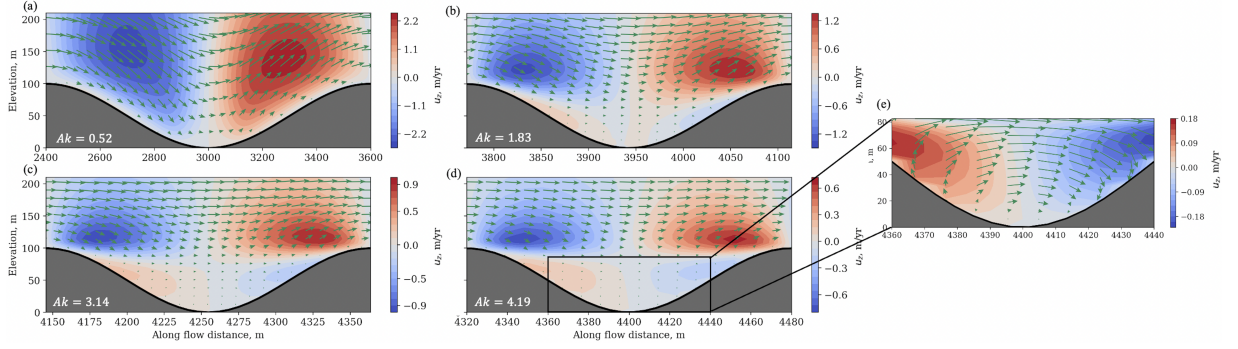 (a)
Elevation, m
200
150
100
50
0
2400 2600 2800 3000 3200 3400 3600
Ak = 0.52
2.2
1.1
0.0
−1.1
−2.2
u_z, m/yr
(b)
3800 3850 3900 3950 4000 4050 4100
Ak = 1.83
1.2
0.6
0.0
−0.6
−1.2
u_z, m/yr
(c)
Elevation, m
200
150
100
50
0
4150 4175 4200 4225 4250 4275 4300 4325 4350
Along flow distance, m
Ak = 3.14
0.9
0.6
0.3
0.0
−0.3
−0.6
−0.9
u_z, m/yr
(d)
4320 4340 4360 4380 4400 4420 4440 4460 4480
Along flow distance, m
Ak = 4.19
0.6
0.3
0.0
−0.3
−0.6
u_z, m/yr
(e)
80
60
40
20
0
ı, m
4360 4370 4380 4390 4400 4410 4420 4430 4440
0.18
0.09
0.00
−0.09
−0.18
u_z, m/yr